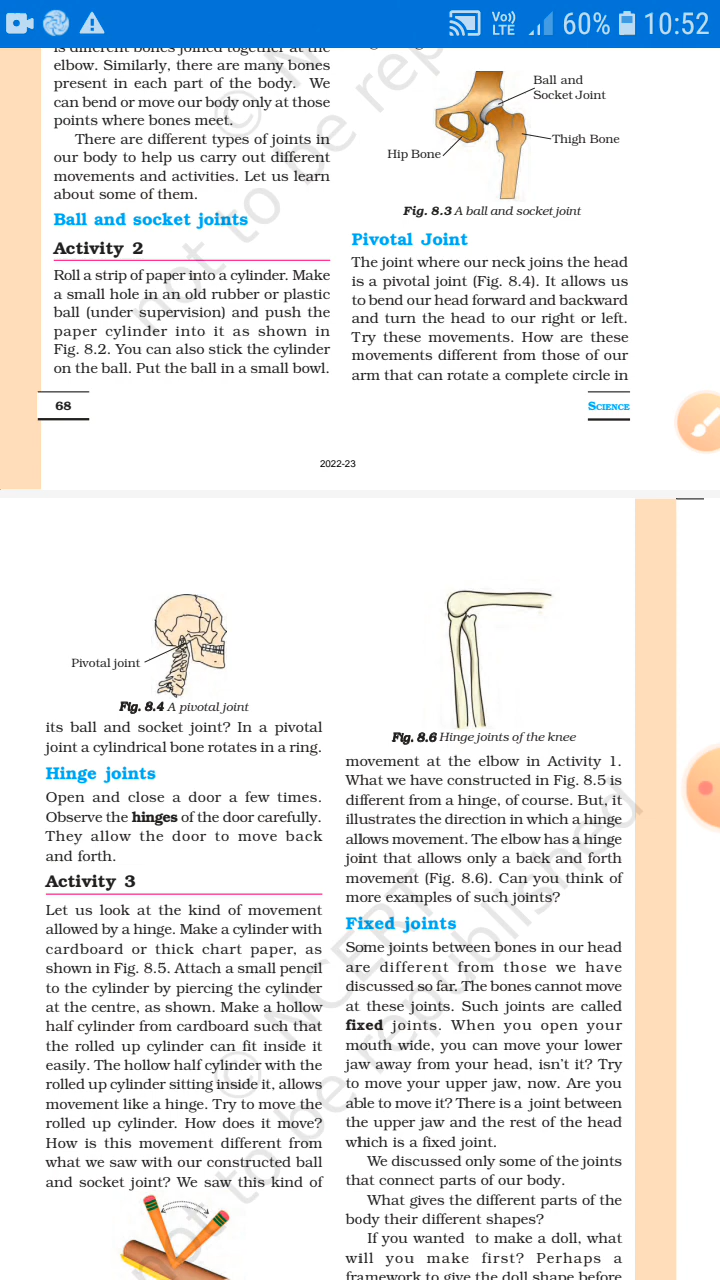 Vo))
LTE
60%
10:52
is different bones joined together at the
elbow. Similarly, there are many bones
present in each part of the body. We
can bend or move our body only at those
points where bones meet.
There are different types of joints in
our body to help us carry out different
movements and activities. Let us learn
about some of them.
Ball and socket joints
Activity 2
Roll a strip of paper into a cylinder. Make
a small hole in an old rubber or plastic
ball (under supervision) and push the
paper cylinder into it as shown in
Fig. 8.2. You can also stick the cylinder
on the ball. Put the ball in a small bowl.
Ball and
Socket Joint
Thigh Bone
Hip Bone
Fig. 8.3 A ball and socket joint
Pivotal Joint
The joint where our neck joins the head
is a pivotal joint (Fig. 8.4). It allows us
to bend our head forward and backward
and turn the head to our right or left.
Try these movements. How are these
movements different from those of our
arm that can rotate a complete circle in
68
SCIENCE
2022-23
Pivotal joint
Fig. 8.4 A pivotal joint
its ball and socket joint? In a pivotal
joint a cylindrical bone rotates in a ring.
Hinge joints
Open and close a door a few times.
Observe the hinges of the door carefully.
They allow the door to move back
and forth.
Activity 3
Let us look at the kind of movement
allowed by a hinge. Make a cylinder with
cardboard or thick chart paper, as
shown in Fig. 8.5. Attach a small pencil
to the cylinder by piercing the cylinder
at the centre, as shown. Make a hollow
half cylinder from cardboard such that
the rolled up cylinder can fit inside it
easily. The hollow half cylinder with the
rolled up cylinder sitting inside it, allows
movement like a hinge. Try to move the
rolled up cylinder. How does it move?
How is this movement different from
what we saw with our constructed ball
and socket joint? We saw this kind of
Fig. 8.6 Hinge joints of the knee
movement at the elbow in Activity 1.
What we have constructed in Fig. 8.5 is
different from a hinge, of course. But, it
illustrates the direction in which a hinge
allows movement. The elbow has a hinge
joint that allows only a back and forth
movement (Fig. 8.6). Can you think of
more examples of such joints?
Fixed joints
Some joints between bones in our head
are different from those we have
discussed so far. The bones cannot move
at these joints. Such joints are called
fixed joints. When you open your
mouth wide, you can move your lower
jaw away from your head, isn't it? Try
to move your upper jaw, now. Are you
able to move it? There is a joint between
the upper jaw and the rest of the head
which is a fixed joint.
We discussed only some of the joints
that connect parts of our body.
What gives the different parts of the
body their different shapes?
If you wanted to make a doll, what
will you make first? Perhaps a
framework to give the doll shape before
© NCERT
not to be republished